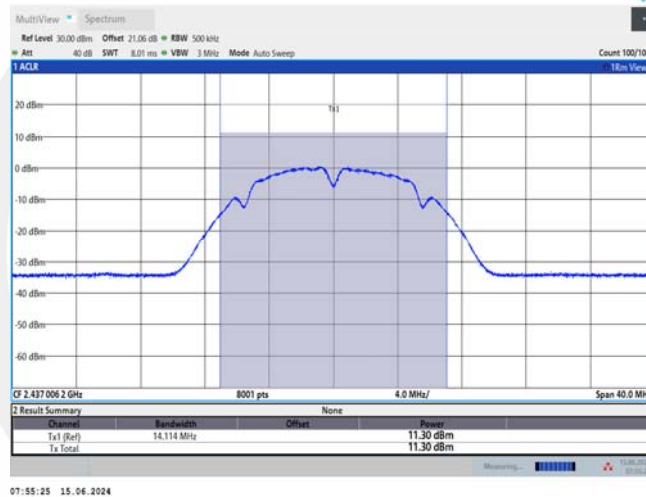 MultiView Spectrum
Ref Level 30.00 dBm Offset 21.06 dB RBW 500 kHz
Att 40 dB SWT 8.01 ms VBW 3 MHz Mode Auto Sweep Count 100/10
1 ACLR 1Rm View
Tx1
20 dBm
10 dBm
0 dBm
-10 dBm
-20 dBm
-30 dBm
-40 dBm
-50 dBm
-60 dBm
CF 2.437 006 2 GHz 8001 pts 4.0 MHz/ Span 40.0 MH
2 Result Summary None
Channel Bandwidth Offset Power
Tx1 (Ref) 14.114 MHz 11.30 dBm
Tx Total 11.30 dBm
Measuring...
07:55:25 15.06.2024